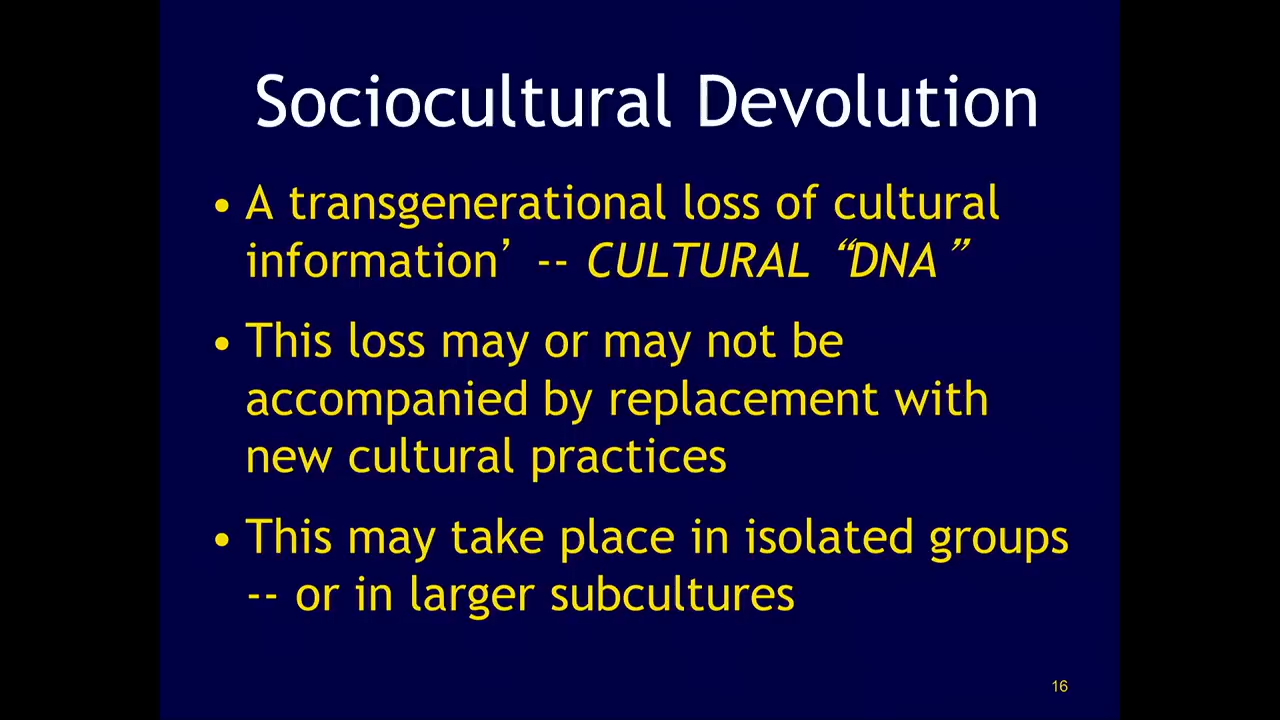 Sociocultural Devolution
• A transgenerational loss of cultural
information’ -- CULTURAL “DNA”
• This loss may or may not be
accompanied by replacement with
new cultural practices
• This may take place in isolated groups
-- or in larger subcultures
16